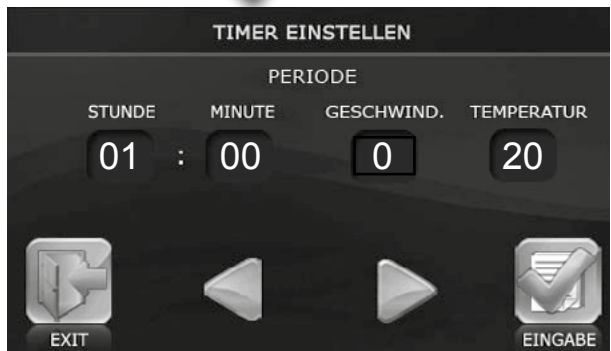 TIMER EINSTELLEN
PERIODE
STUNDE MINUTE GESCHWIND. TEMPERATUR
01 : 00 0 20
EXIT EINGABE